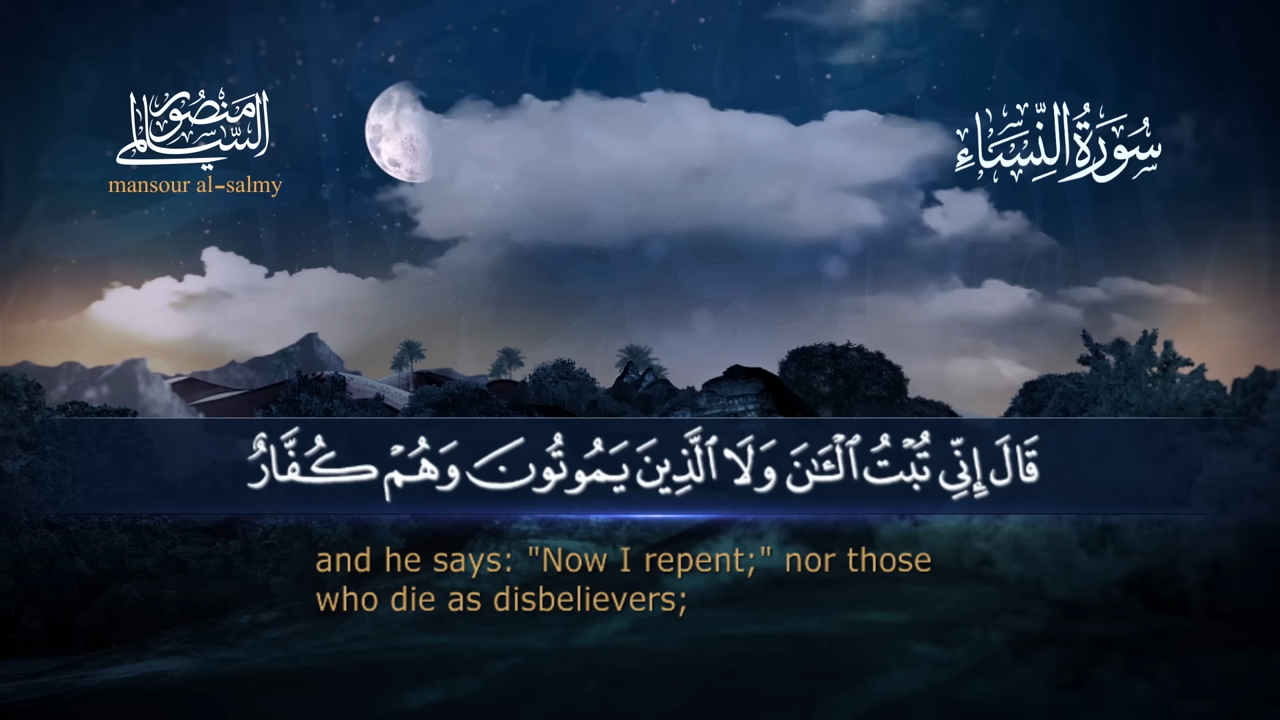 منصور
السالمي
mansour al-salmy
سُورَةُ النِّسَاءِ
قَالَ إِنِّي تُبْتُ ٱلْـَٰٔنَ وَلَا ٱلَّذِينَ يَمُوتُونَ وَهُمْ كُفَّارٌ
and he says: "Now I repent;" nor those
who die as disbelievers;